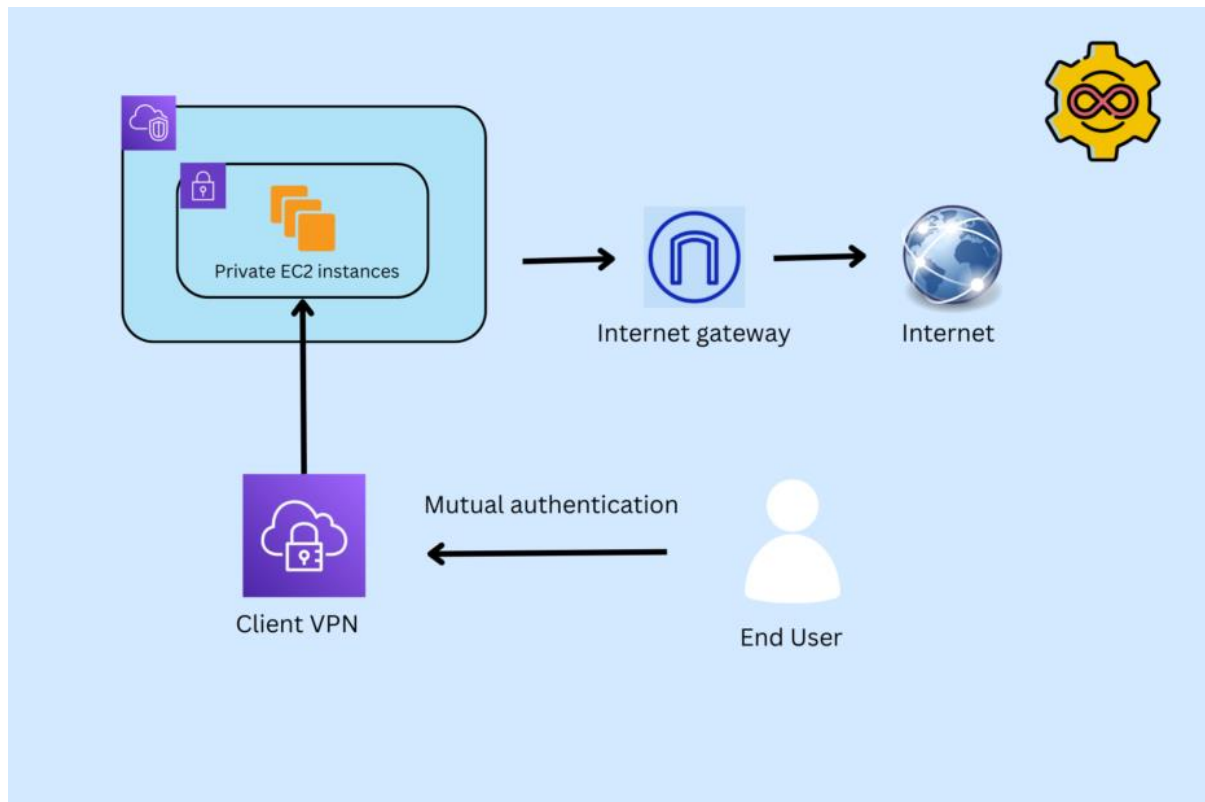 Private EC2 instances
Internet gateway
Internet
Mutual authentication
Client VPN
End User